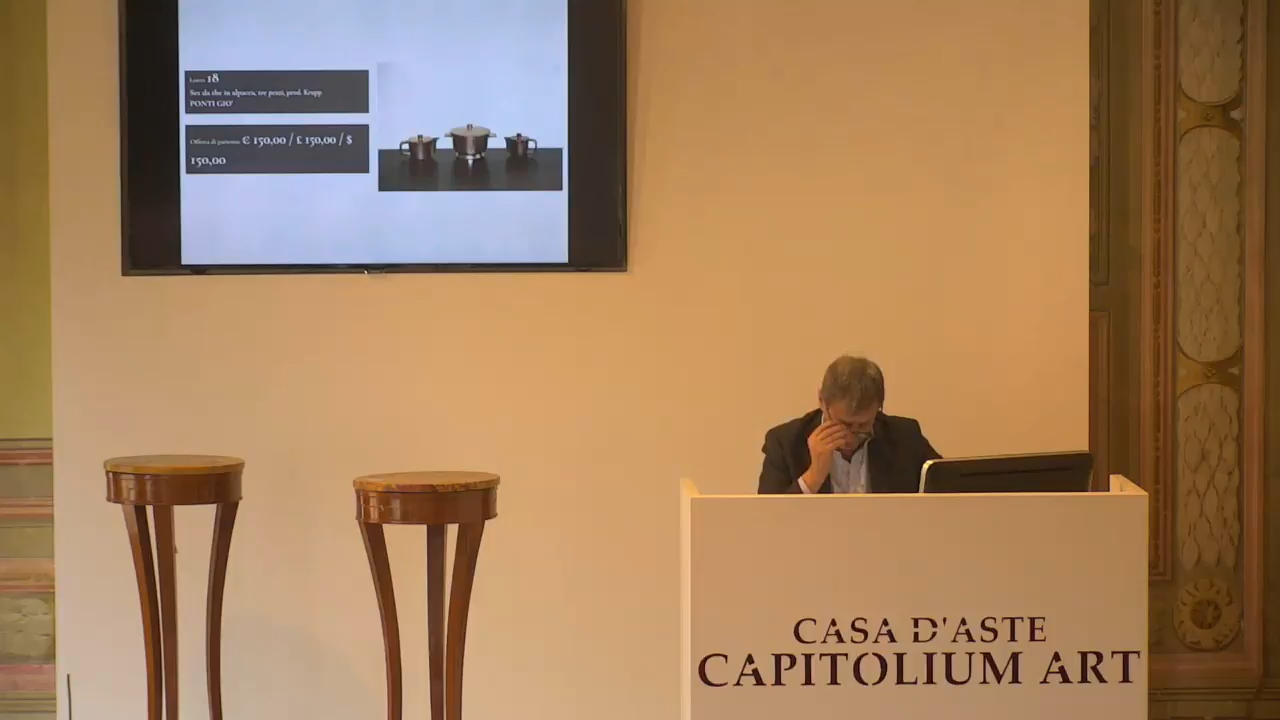 Lotto 18
Set da the in alpacca, tre pezzi, prod. Krupp.
PONTI GIO'
Offerta di partenza: € 150,00 / £ 150,00 / $
150,00
CASA D'ASTE
CAPITOLIUM ART